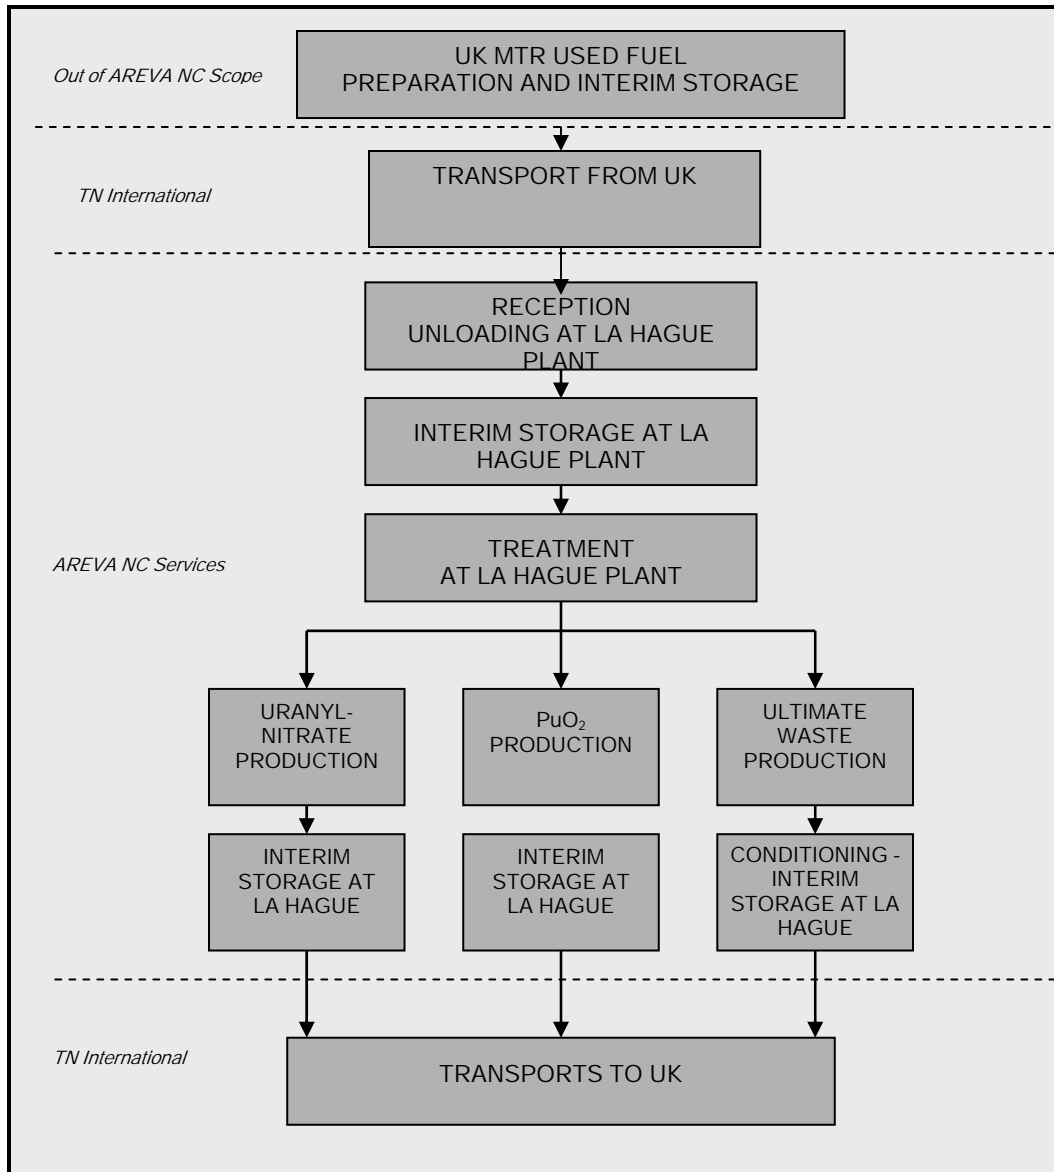 UK MTR USED FUEL
PREPARATION AND INTERIM STORAGE
Out of AREVA NC Scope
TRANSPORT FROM UK
TN International
RECEPTION
UNLOADING AT LA HAGUE
PLANT
INTERIM STORAGE AT LA
HAGUE PLANT
TREATMENT
AT LA HAGUE PLANT
AREVA NC Services
URANYL-
NITRATE
PRODUCTION
PuO₂
PRODUCTION
ULTIMATE
WASTE
PRODUCTION
INTERIM
STORAGE AT
LA HAGUE
INTERIM
STORAGE AT
LA HAGUE
CONDITIONING -
INTERIM
STORAGE AT LA
HAGUE
TN International
TRANSPORTS TO UK